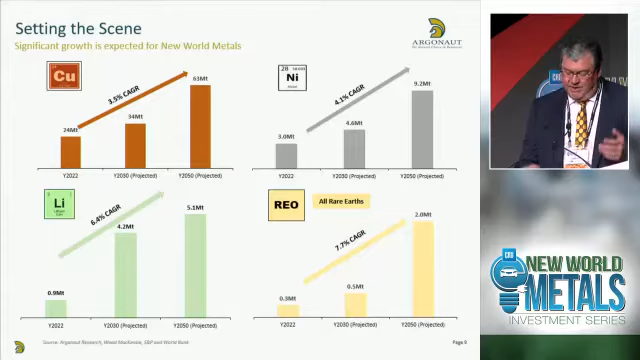 Setting the Scene
Significant growth is expected for New World Metals
ARGONAUT
Cu
3.5% CAGR
24Mt
34Mt
63Mt
Y2022
Y2030 (Projected)
Y2050 (Projected)
28
Ni
4.1% CAGR
3.0Mt
4.6Mt
9.2Mt
Y2022
Y2030 (Projected)
Y2050 (Projected)
Li
6.4% CAGR
0.9Mt
4.2Mt
5.1Mt
Y2022
Y2030 (Projected)
Y2050 (Projected)
REO
All Rare Earths
7.7% CAGR
0.3Mt
0.5Mt
2.0Mt
Y2022
Y2030 (Projected)
Y2050 (Projected)
Source: Argonaut Research, Wood MacKenzie, S&P and World Bank
Page 5
NEW WORLD
METALS
INVESTMENT SERIES